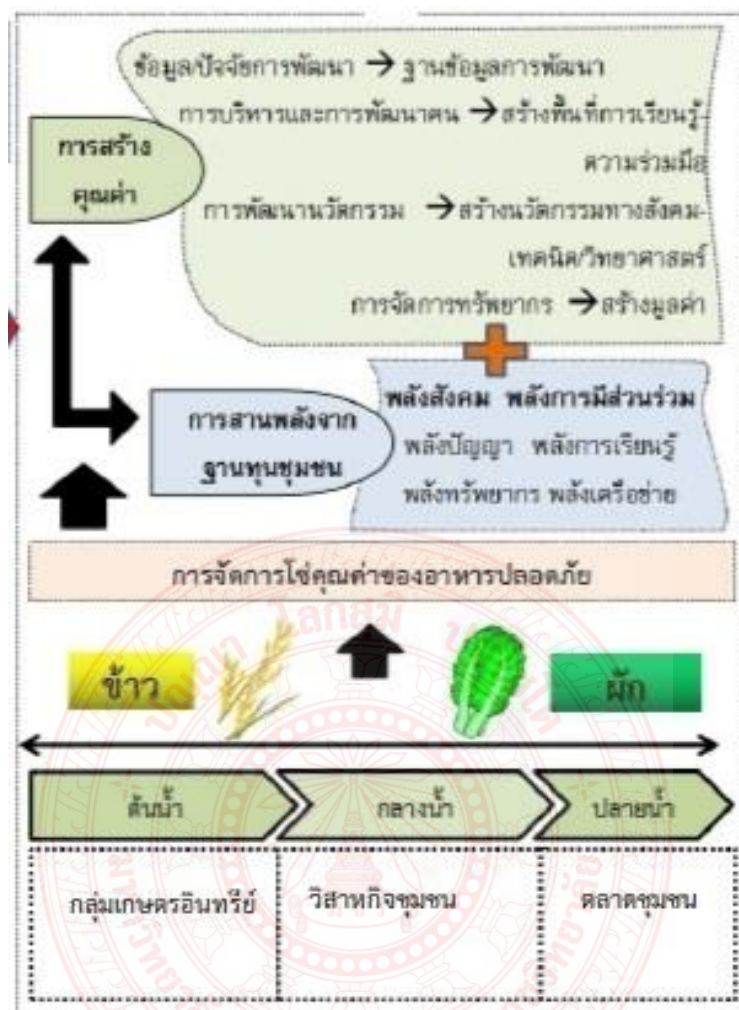 ข้อมูล/ปัจจัยการพัฒนา → ฐานข้อมูลการพัฒนา
การบริหารและการพัฒนาคน → สร้างพื้นที่การเรียนรู้-
ความร่วมมือ
การพัฒนานวัตกรรม → สร้างนวัตกรรมทางสังคม-
เทคนิค/วิทยาศาสตร์
การจัดการทรัพยากร → สร้างมูลค่า
การสร้าง
คุณค่า
การสานพลังจาก
ฐานทุนชุมชน
พลังสังคม พลังการมีส่วนร่วม
พลังปัญญา พลังการเรียนรู้
พลังทรัพยากร พลังเครือข่าย
การจัดการโซ่คุณค่าของอาหารปลอดภัย
ข้าว
ผัก
ต้นน้ำ
กลางน้ำ
ปลายน้ำ
กลุ่มเกษตรอินทรีย์
วิสาหกิจชุมชน
ตลาดชุมชน